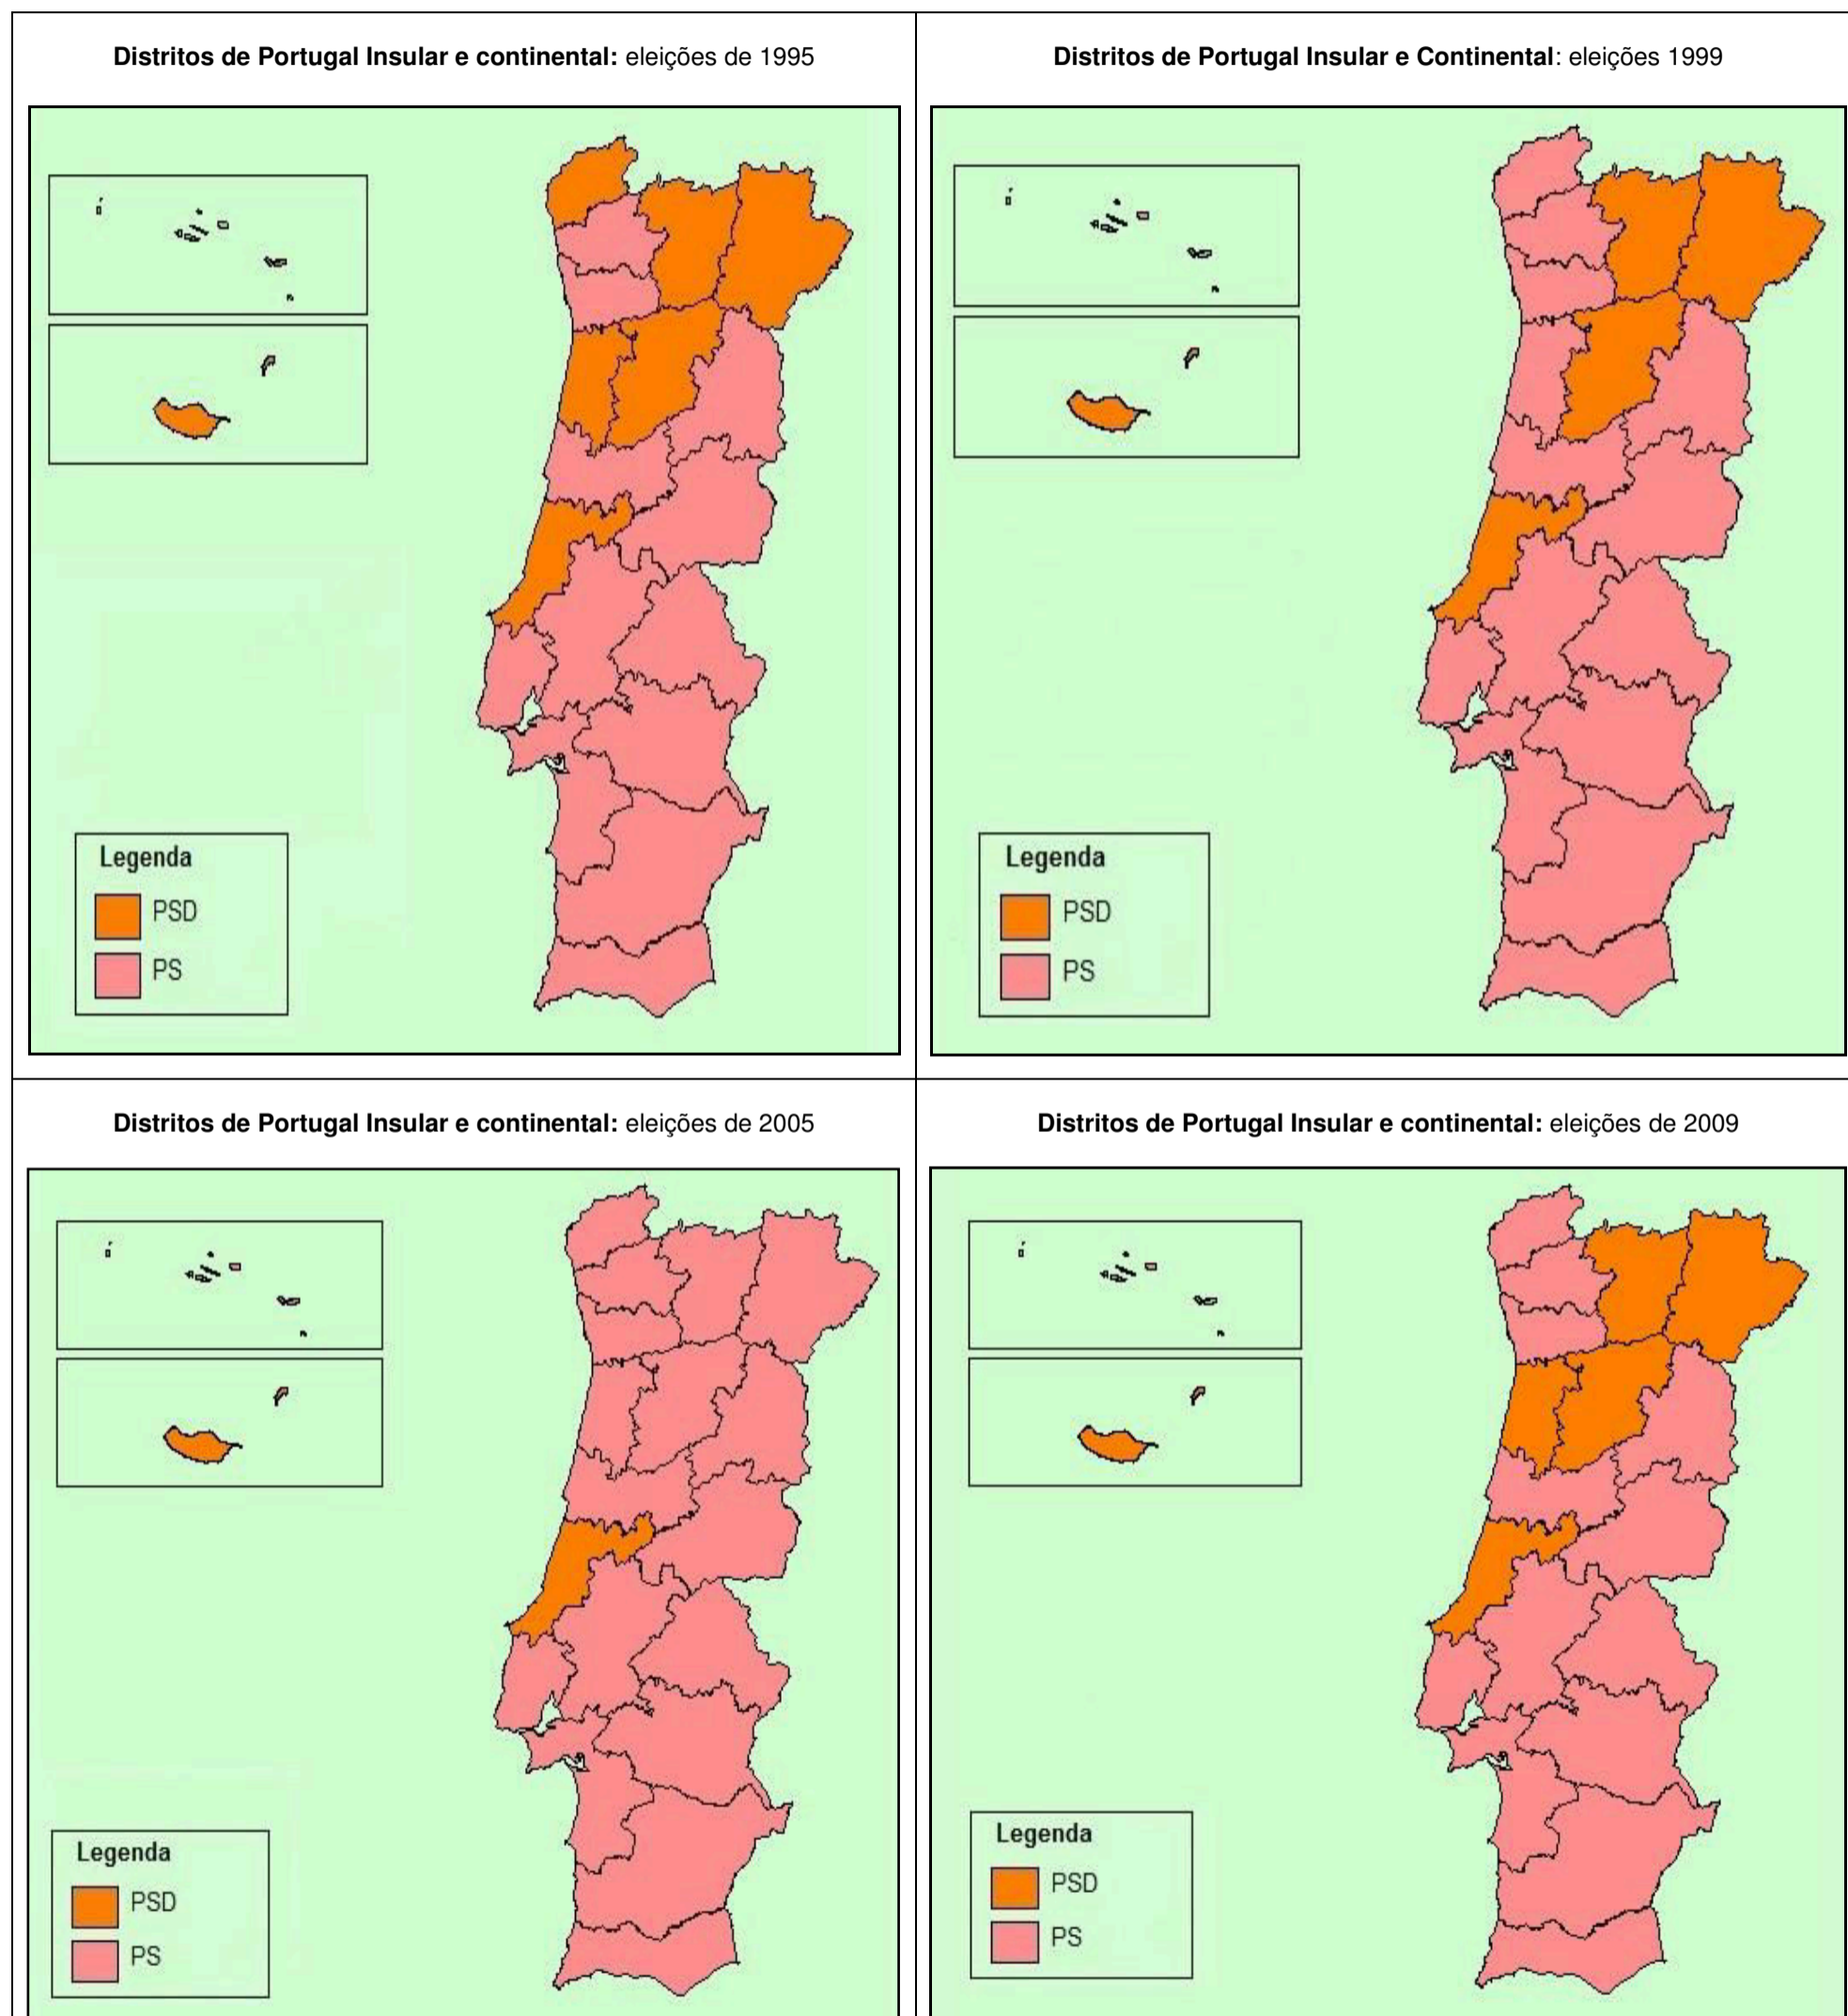 Distritos de Portugal Insular e continental: eleições de 1995
Legenda
PSD
PS
Distritos de Portugal Insular e Continental: eleições 1999
Legenda
PSD
PS
Distritos de Portugal Insular e continental: eleições de 2005
Legenda
PSD
PS
Distritos de Portugal Insular e continental: eleições de 2009
Legenda
PSD
PS